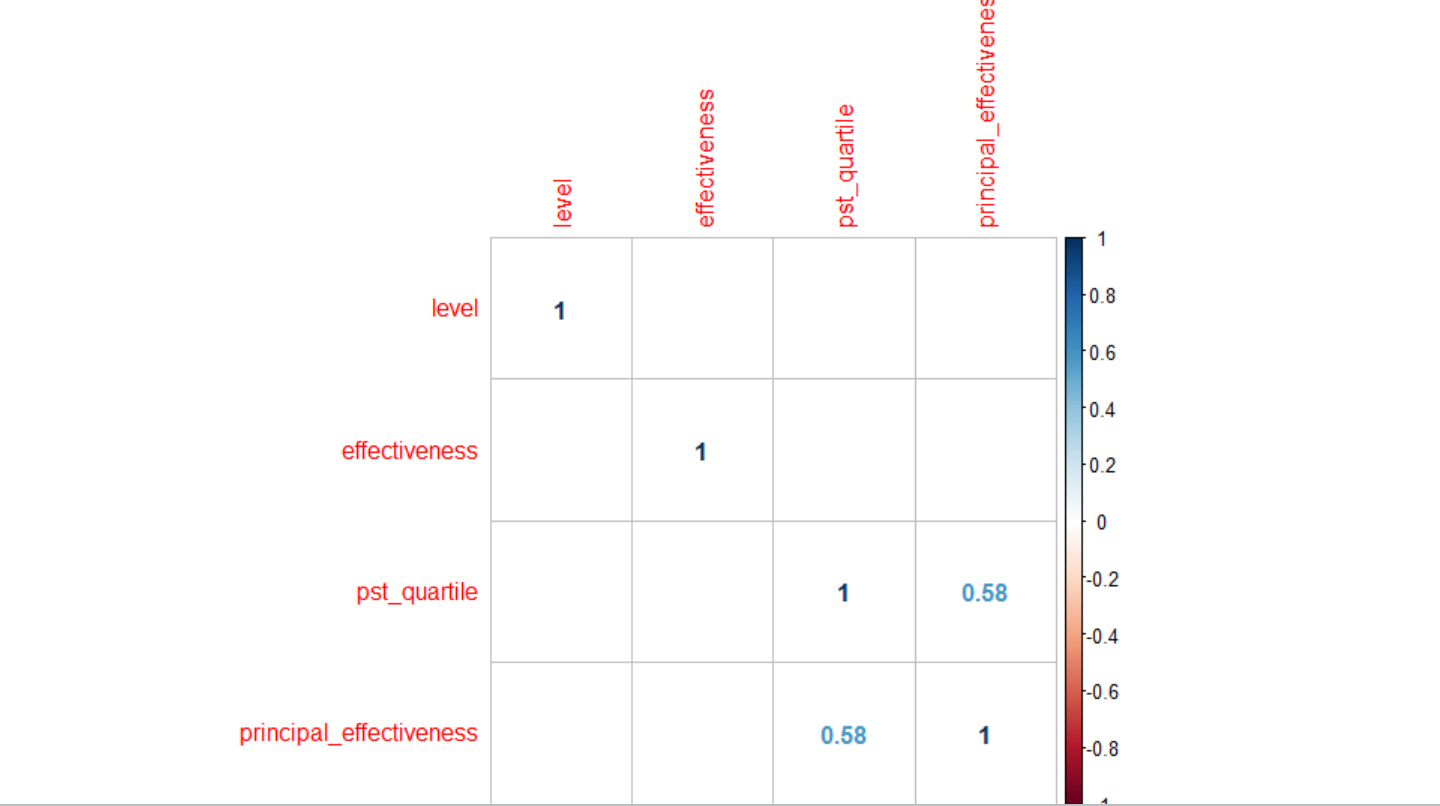 level
effectiveness
pst_quartile
principal_effectivenes
level
1
effectiveness
1
pst_quartile
1
0.58
principal_effectiveness
0.58
1
1
0.8
0.6
0.4
0.2
0
-0.2
-0.4
-0.6
-0.8